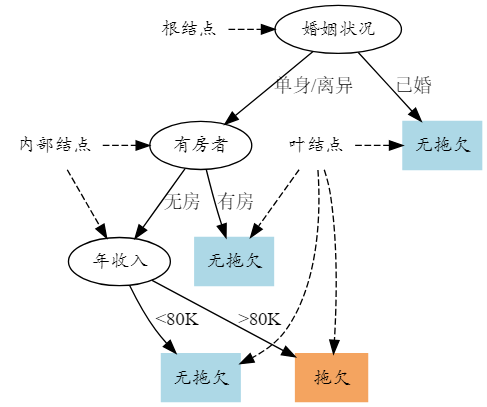 根结点
婚姻状况
单身/离异
已婚
内部结点
有房者
叶结点
无拖欠
无房
有房
年收入
无拖欠
<80K
>80K
无拖欠
拖欠